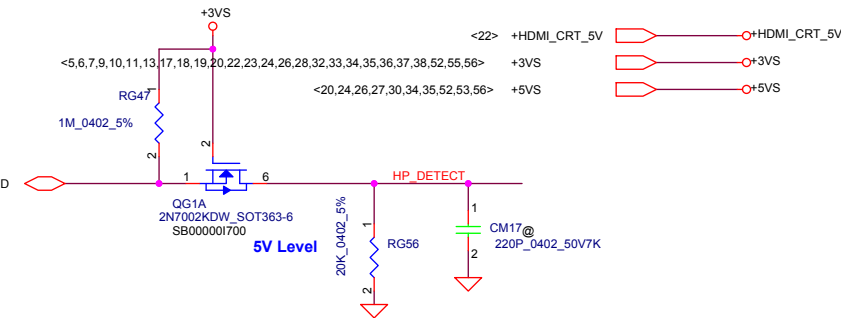 +3VS
<22> +HDMI_CRT_5V
+HDMI_CRT_5V
<5,6,7,9,10,11,13,17,18,19,20,22,23,24,26,28,32,33,34,35,36,37,38,52,55,56> +3VS
+3VS
<20,24,26,27,30,34,35,52,53,56> +5VS
+5VS
1
RG47
1M_0402_5%
2
2
D
1
6
HP_DETECT
QG1A
2N7002KDW_SOT363-6
SB00000I700
5V Level
1
20K_0402_5%
RG56
2
1
CM17@
220P_0402_50V7K
2